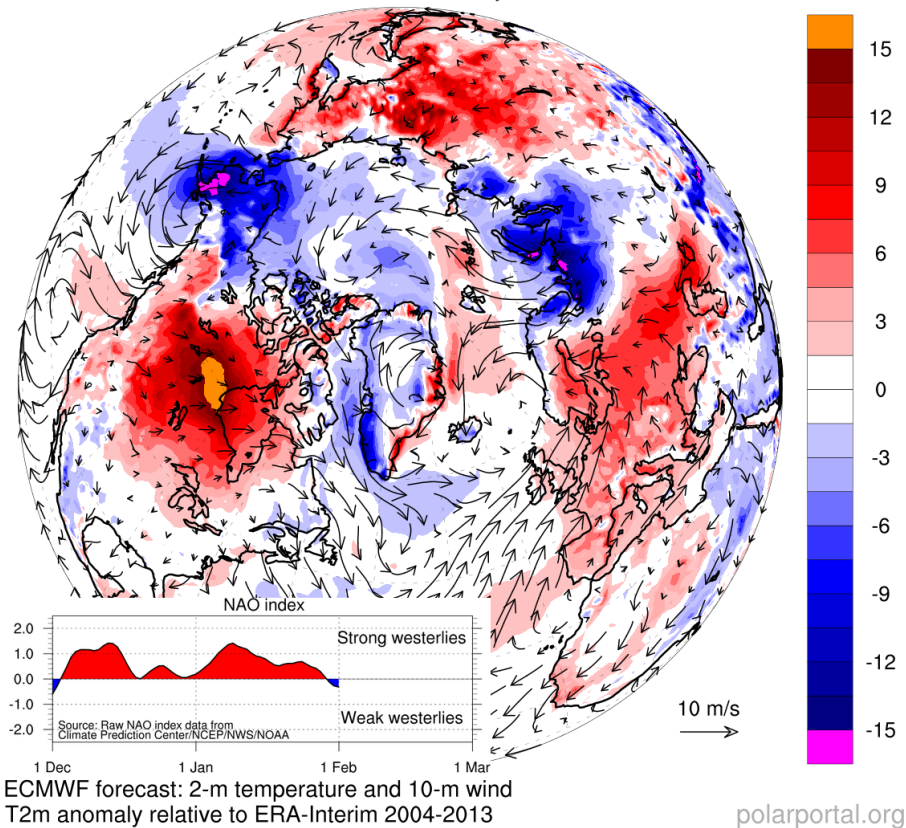 15
12
9
6
3
0
-3
-6
-9
-12
-15
10 m/s
NAO index
2.0
1.0
0.0
-1.0
-2.0
Strong westerlies
Weak westerlies
Source: Raw NAO index data from
Climate Prediction Center/NCEP/NWS/NOAA
1 Dec 1 Jan 1 Feb 1 Mar
ECMWF forecast: 2-m temperature and 10-m wind
T2m anomaly relative to ERA-Interim 2004-2013
polarportal.org